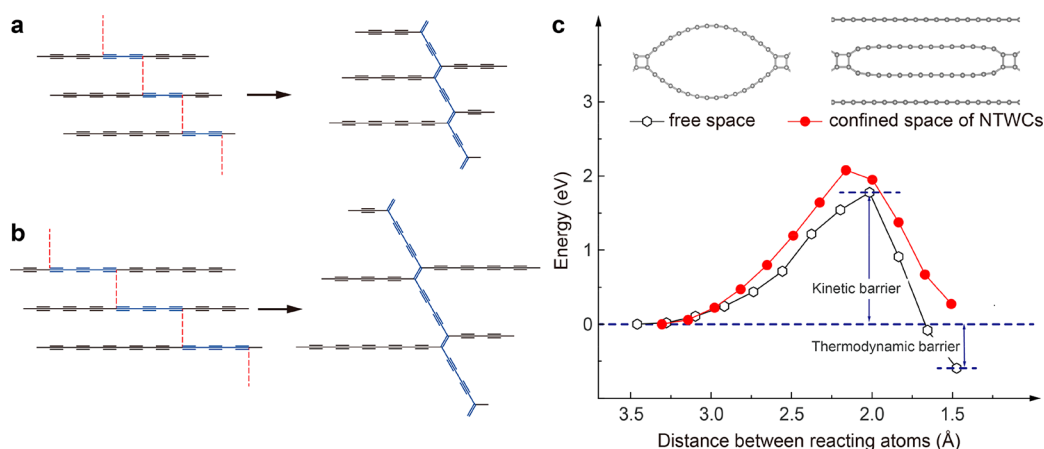 a
b
c
free space
confined space of NTWCs
Energy (eV)
3
2
1
0
Kinetic barrier
Thermodynamic barrier
3.5
3.0
2.5
2.0
1.5
Distance between reacting atoms (Å)